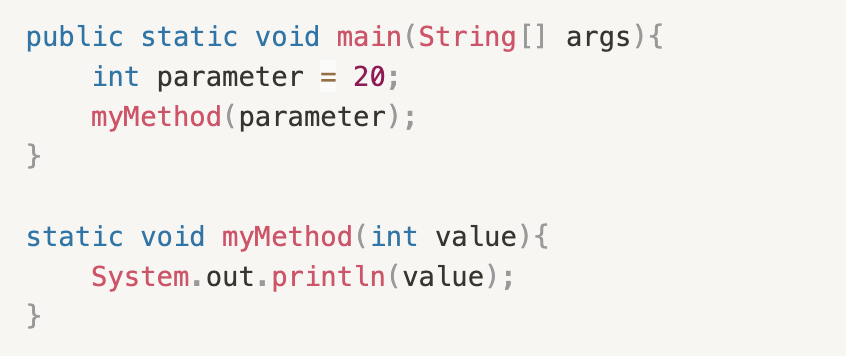 public static void main(String[] args){
    int parameter = 20;
    myMethod(parameter);
}

static void myMethod(int value){
    System.out.println(value);
}